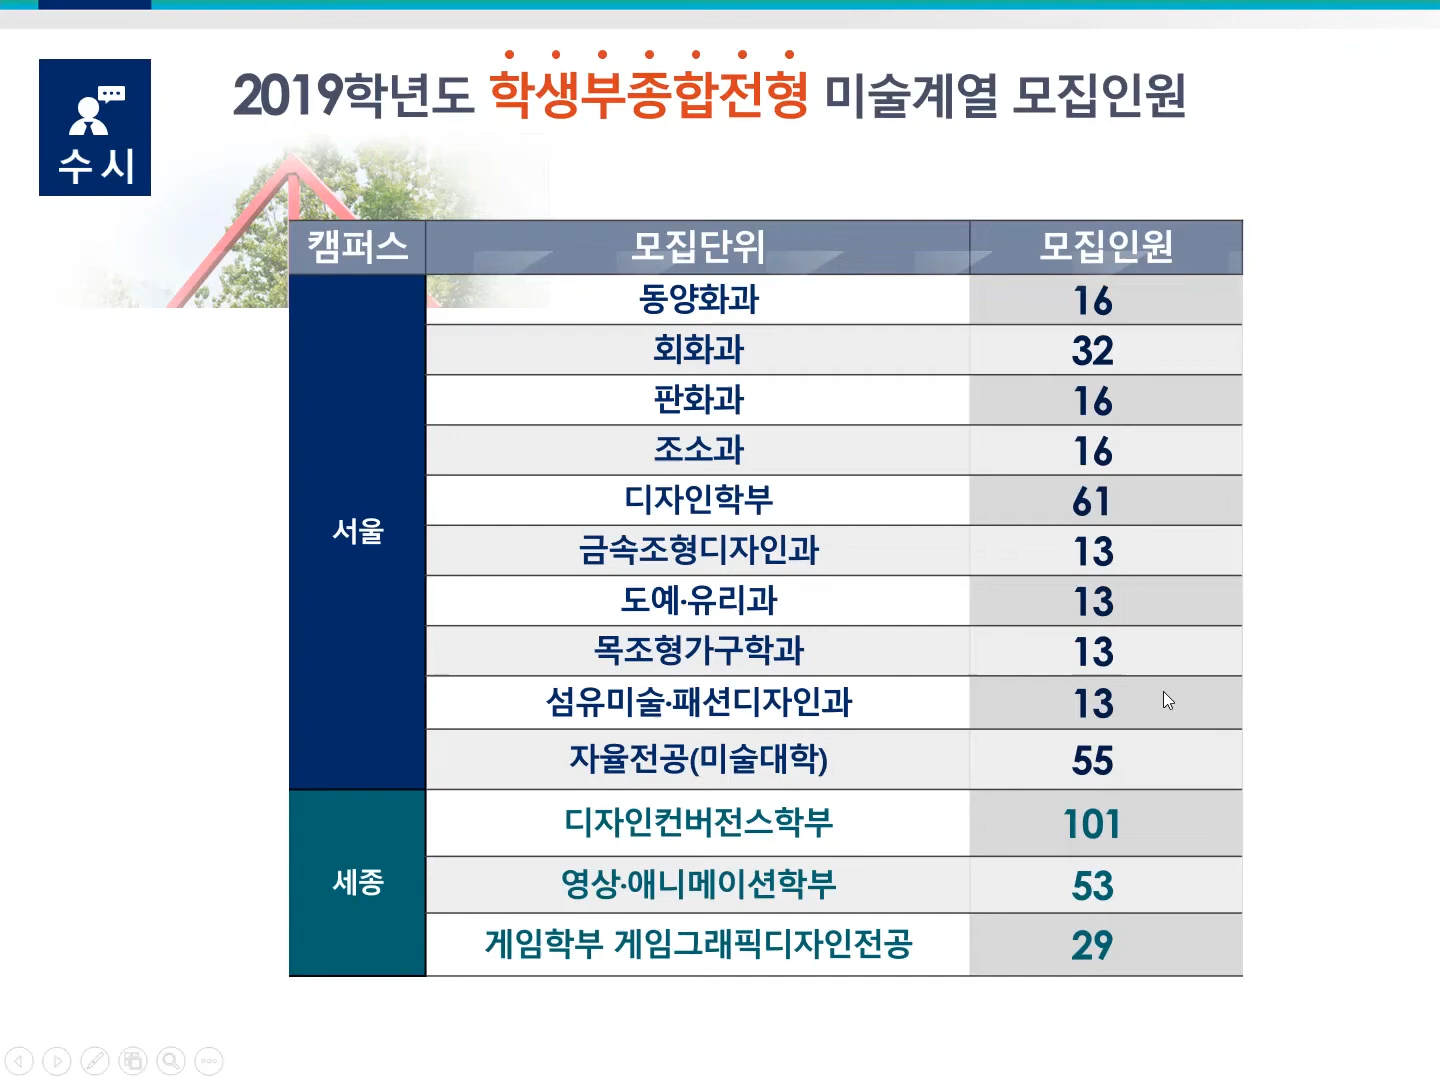 수시
2019학년도 학생부종합전형 미술계열 모집인원
캠퍼스 모집단위 모집인원
서울
동양화과 16
회화과 32
판화과 16
조소과 16
디자인학부 61
금속조형디자인과 13
도예·유리과 13
목조형가구학과 13
섬유미술·패션디자인과 13
자율전공(미술대학) 55
세종
디자인컨버전스학부 101
영상·애니메이션학부 53
게임학부 게임그래픽디자인전공 29